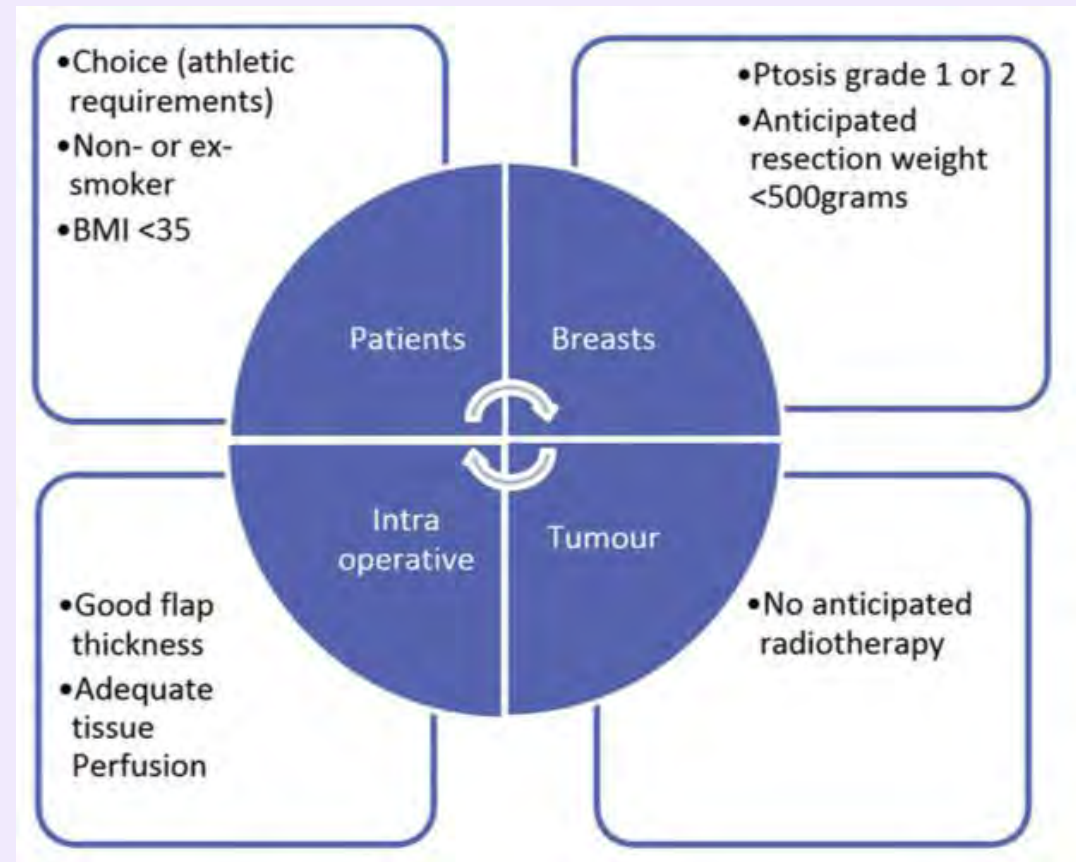 •Choice (athletic
requirements)
•Non- or ex-
smoker
•BMI <35
•Ptosis grade 1 or 2
•Anticipated
resection weight
<500grams
Patients
Breasts
Intra
operative
Tumour
•Good flap
thickness
•Adequate
tissue
Perfusion
•No anticipated
radiotherapy